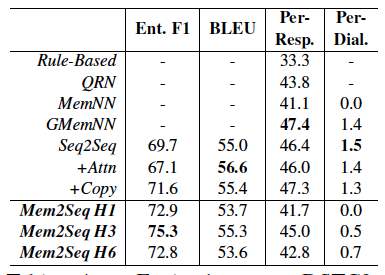 Ent. F1 BLEU Per-Resp. Per-Dial.
Rule-Based - - 33.3 -
QRN - - 43.8 -
MemNN - - 41.1 0.0
GMemNN - - 47.4 1.4
Seq2Seq 69.7 55.0 46.4 1.5
+Attn 67.1 56.6 46.0 1.4
+Copy 71.6 55.4 47.3 1.3
Mem2Seq H1 72.9 53.7 41.7 0.0
Mem2Seq H3 75.3 55.3 45.0 0.5
Mem2Seq H6 72.8 53.6 42.8 0.7